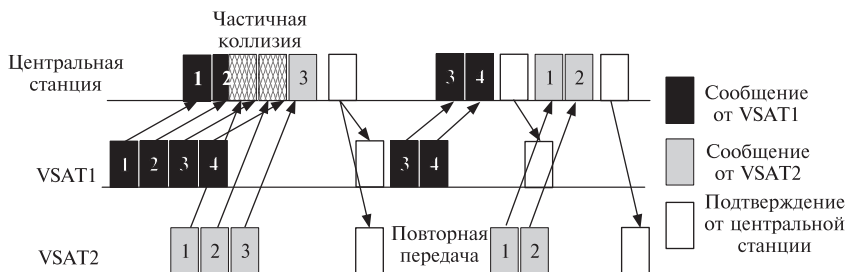 Частичная
коллизия
Центральная
станция
1 2 3
3 4 1 2
Сообщение
от VSAT1
VSAT1
1 2 3 4
3 4
Сообщение
от VSAT2
VSAT2
1 2 3
Повторная
передача
1 2
Подтверждение
от центральной
станции